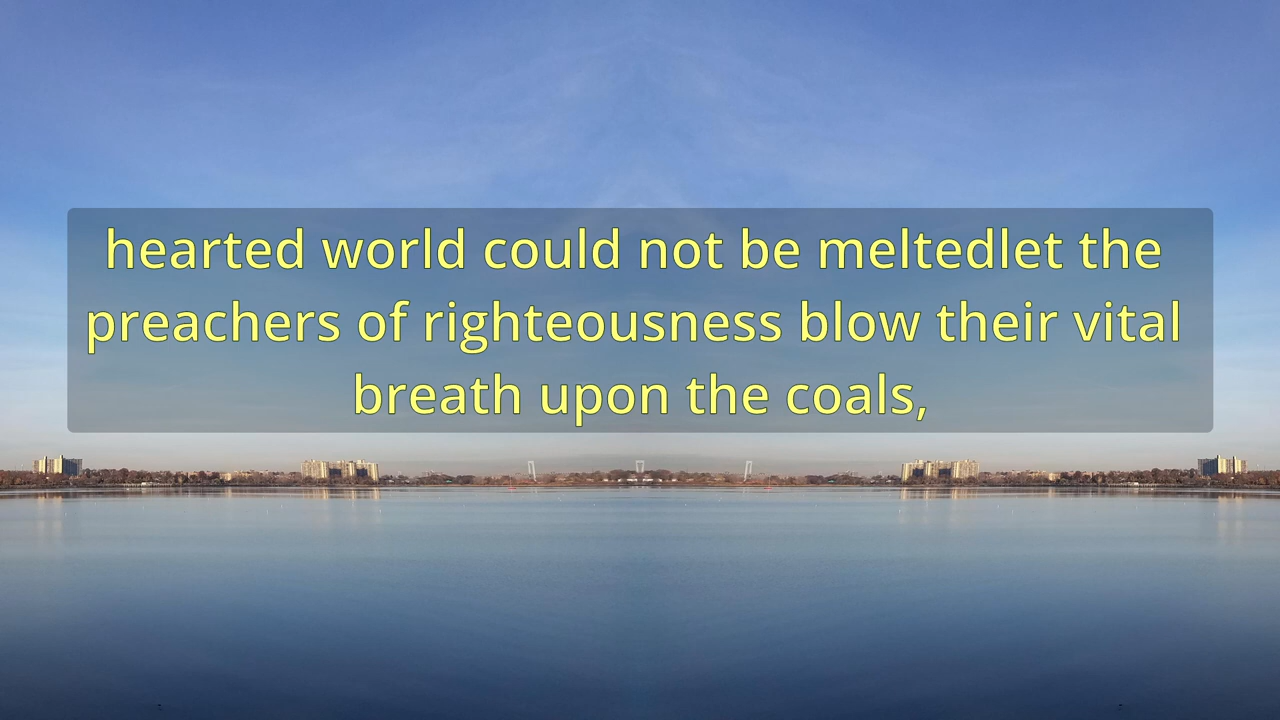 hearted world could not be meltedlet the
preachers of righteousness blow their vital
breath upon the coals,